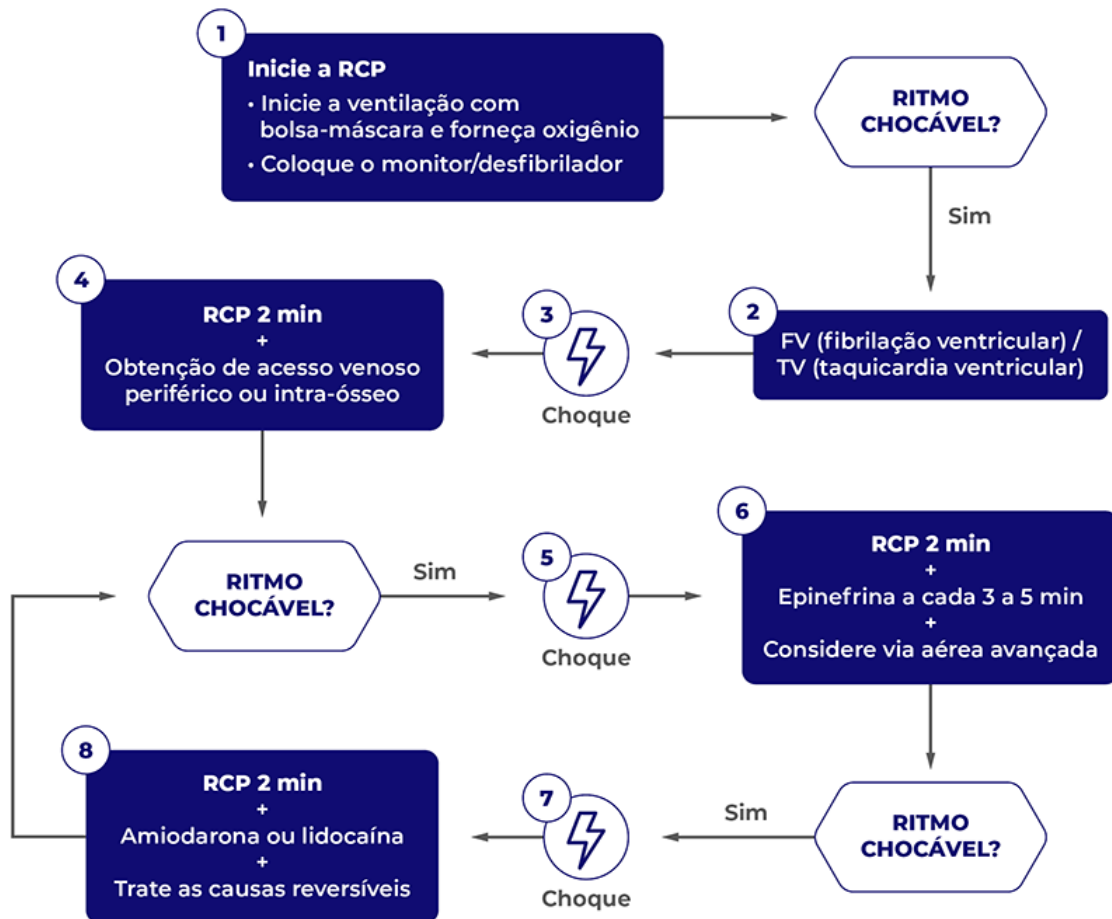 1
Inicie a RCP
• Inicie a ventilação com
bolsa-máscara e forneça oxigênio
• Coloque o monitor/desfibrilador
RITMO
CHOCÁVEL?
Sim
2
FV (fibrilação ventricular) /
TV (taquicardia ventricular)
3
Choque
4
RCP 2 min
+
Obtenção de acesso venoso
periférico ou intra-ósseo
RITMO
CHOCÁVEL?
Sim
5
Choque
6
RCP 2 min
+
Epinefrina a cada 3 a 5 min
+
Considere via aérea avançada
RITMO
CHOCÁVEL?
Sim
7
Choque
8
RCP 2 min
+
Amiodarona ou lidocaína
+
Trate as causas reversíveis